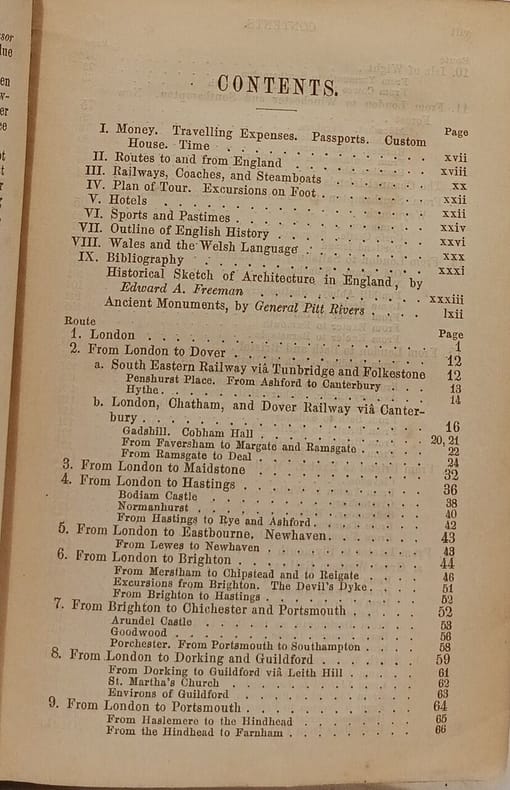 CONTENTS.
Page
I. Money. Travelling Expenses. Passports. Custom
House. Time . . . . . . . . . . . xvii
II. Routes to and from England . . . . . . . . xviii
III. Railways, Coaches, and Steamboats . . . . . . xx
IV. Plan of Tour. Excursions on Foot . . . . . . . xxii
V. Hotels . . . . . . . . . . . . xxii
VI. Sports and Pastimes . . . . . . . . . . xxiv
VII. Outline of English History . . . . . . . . xxvi
VIII. Wales and the Welsh Language . . . . . . . xxx
IX. Bibliography . . . . . . . . . . . xxxi
Historical Sketch of Architecture in England, by
Edward A. Freeman . . . . . . . . . xxxiii
Ancient Monuments, by General Pitt Rivers . . . . lxii
Route Page
1. London . . . . . . . . . . . . 1
2. From London to Dover . . . . . . . . . 12
a. South Eastern Railway viâ Tunbridge and Folkestone 12
Penshurst Place. From Ashford to Canterbury . . . 13
Hythe. . . . . . . . . . . . . 14
b. London, Chatham, and Dover Railway viâ Canter-
bury . . . . . . . . . . . . 16
Gadshill. Cobham Hall . . . . . . . . 20, 21
From Faversham to Margate and Ramsgate . . . . 22
From Ramsgate to Deal . . . . . . . . 24
3. From London to Maidstone . . . . . . . . 32
4. From London to Hastings . . . . . . . . 36
Bodiam Castle . . . . . . . . . . 38
Normanhurst . . . . . . . . . . 40
From Hastings to Rye and Ashford . . . . . . 42
5. From London to Eastbourne. Newhaven. . . . . . 43
From Lewes to Newhaven . . . . . . . . 43
6. From London to Brighton . . . . . . . . 44
From Merstham to Chipstead and to Reigate . . . . 46
Excursions from Brighton. The Devil's Dyke . . . . 51
From Brighton to Hastings . . . . . . . . 52
7. From Brighton to Chichester and Portsmouth . . . . 52
Arundel Castle . . . . . . . . . . 53
Goodwood . . . . . . . . . . . 56
Porchester. From Portsmouth to Southampton . . . . 58
8. From London to Dorking and Guildford . . . . . . 59
From Dorking to Guildford viâ Leith Hill . . . . . 61
St. Martha's Church . . . . . . . . . 62
Environs of Guildford . . . . . . . . . 63
9. From London to Portsmouth . . . . . . . . 64
From Haslemere to the Hindhead . . . . . . . 65
From the Hindhead to Farnham . . . . . . . 66